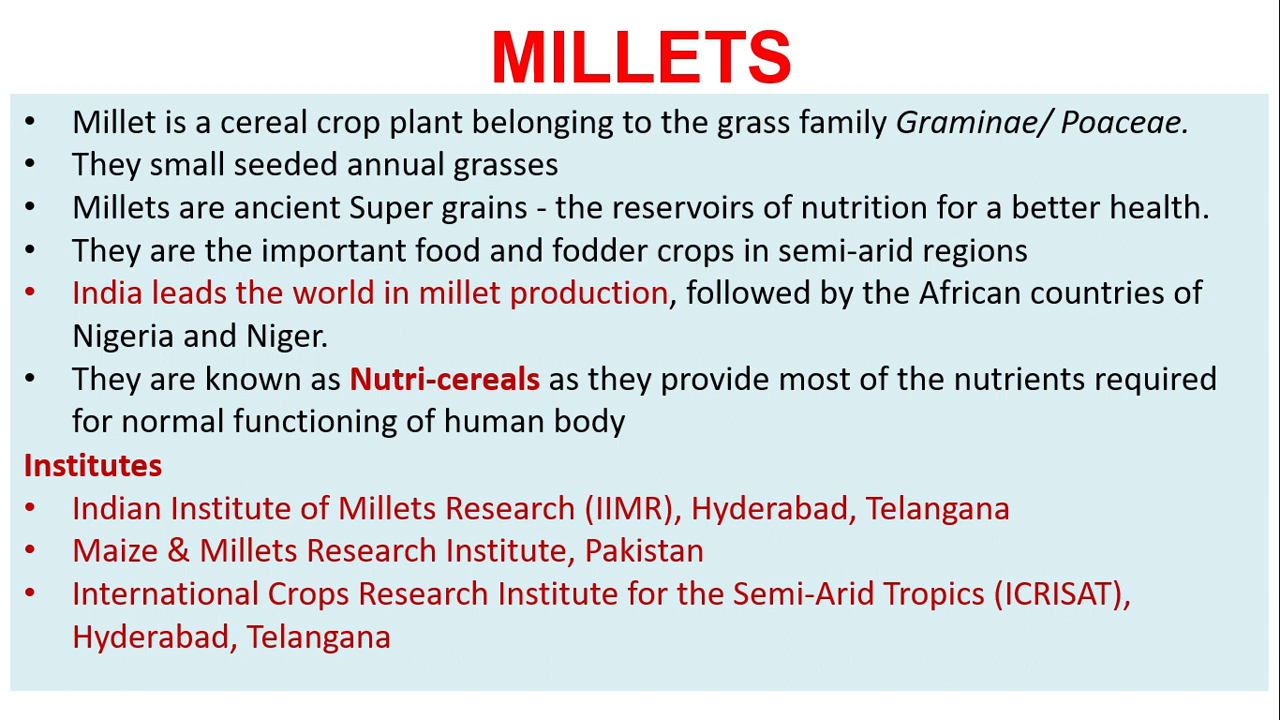 MILLETS
• Millet is a cereal crop plant belonging to the grass family Graminae/ Poaceae.
• They small seeded annual grasses
• Millets are ancient Super grains - the reservoirs of nutrition for a better health.
• They are the important food and fodder crops in semi-arid regions
• India leads the world in millet production, followed by the African countries of
Nigeria and Niger.
• They are known as Nutri-cereals as they provide most of the nutrients required
for normal functioning of human body
Institutes
• Indian Institute of Millets Research (IIMR), Hyderabad, Telangana
• Maize & Millets Research Institute, Pakistan
• International Crops Research Institute for the Semi-Arid Tropics (ICRISAT),
Hyderabad, Telangana